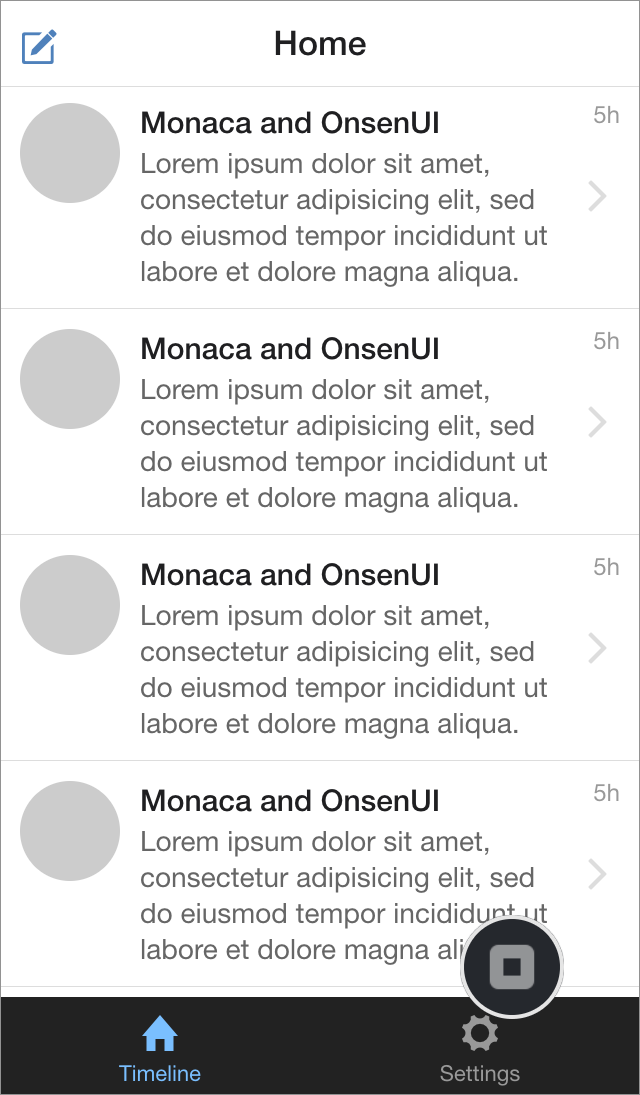 Home
Monaca and OnsenUI
5h
Lorem ipsum dolor sit amet,
consectetur adipisicing elit, sed
do eiusmod tempor incididunt ut
labore et dolore magna aliqua.
Monaca and OnsenUI
5h
Lorem ipsum dolor sit amet,
consectetur adipisicing elit, sed
do eiusmod tempor incididunt ut
labore et dolore magna aliqua.
Monaca and OnsenUI
5h
Lorem ipsum dolor sit amet,
consectetur adipisicing elit, sed
do eiusmod tempor incididunt ut
labore et dolore magna aliqua.
Monaca and OnsenUI
5h
Lorem ipsum dolor sit amet,
consectetur adipisicing elit, sed
do eiusmod tempor incididunt ut
labore et dolore magna
Timeline
Settings